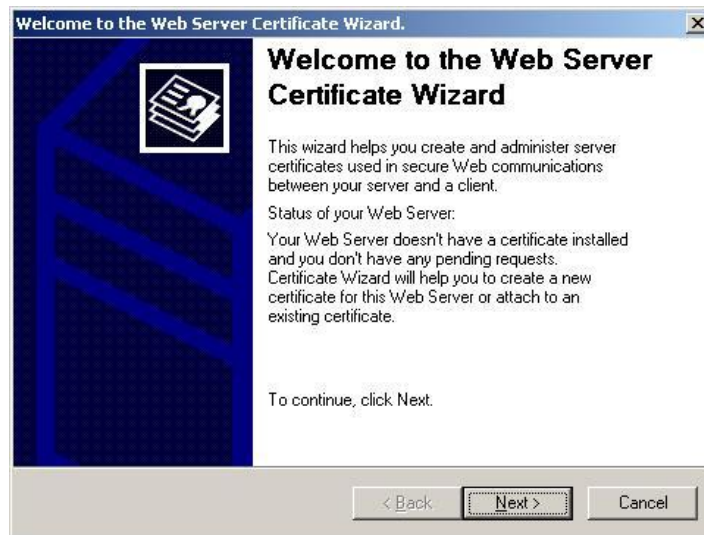 Welcome to the Web Server Certificate Wizard.
Welcome to the Web Server
Certificate Wizard
This wizard helps you create and administer server
certificates used in secure Web communications
between your server and a client.
Status of your Web Server:
Your Web Server doesn't have a certificate installed
and you don't have any pending requests.
Certificate Wizard will help you to create a new
certificate for this Web Server or attach to an
existing certificate.
To continue, click Next.
< Back Next > Cancel